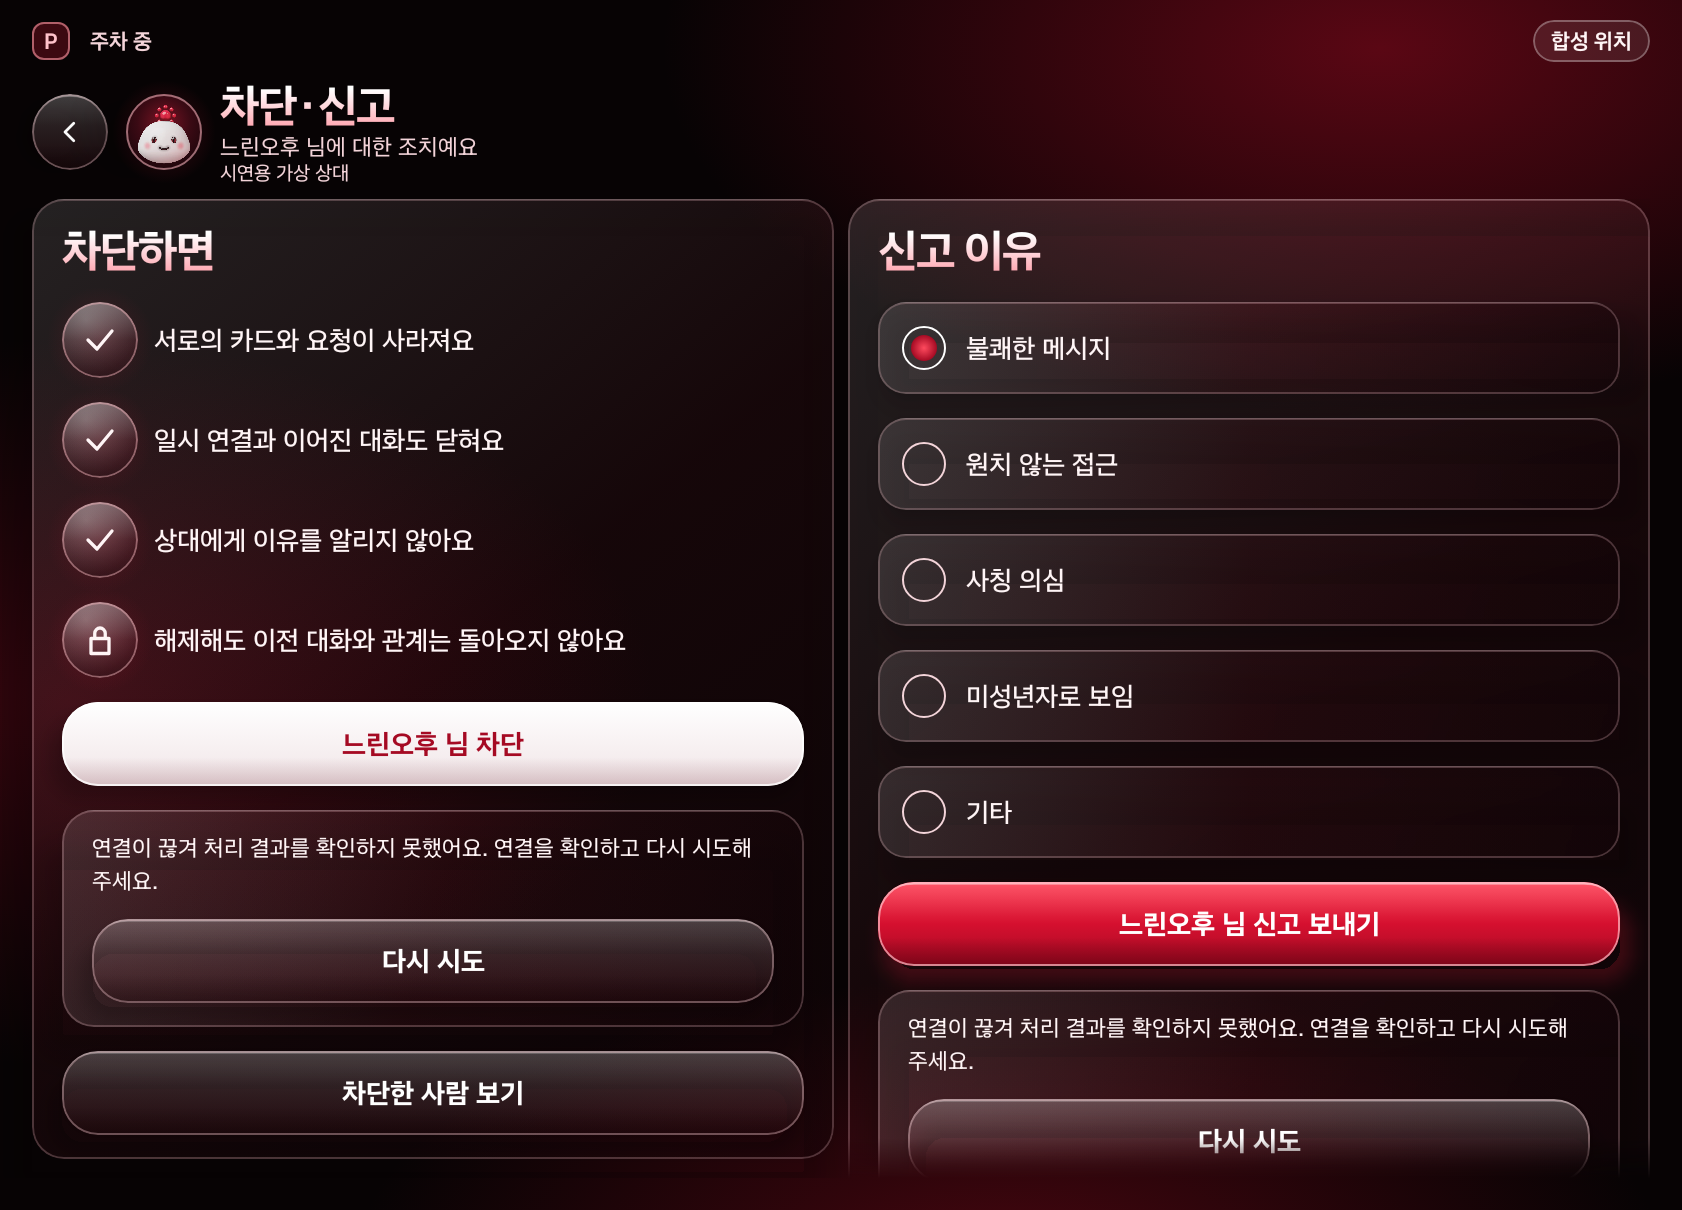 P 주차 중
합성 위치
차단·신고
느린오후 님에 대한 조치예요
시연용 가상 상대
차단하면
서로의 카드와 요청이 사라져요
일시 연결과 이어진 대화도 닫혀요
상대에게 이유를 알리지 않아요
해제해도 이전 대화와 관계는 돌아오지 않아요
느린오후 님 차단
연결이 끊겨 처리 결과를 확인하지 못했어요. 연결을 확인하고 다시 시도해
주세요.
다시 시도
차단한 사람 보기
신고 이유
불쾌한 메시지
원치 않는 접근
사칭 의심
미성년자로 보임
기타
느린오후 님 신고 보내기
연결이 끊겨 처리 결과를 확인하지 못했어요. 연결을 확인하고 다시 시도해
주세요.
다시 시도